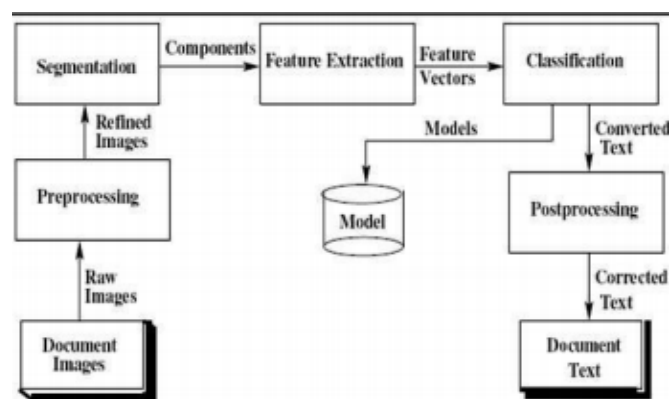 Segmentation
Components
Feature Extraction
Feature
Vectors
Classification
Refined
Images
Models
Converted
Text
Preprocessing
Model
Postprocessing
Raw
Images
Corrected
Text
Document
Images
Document
Text